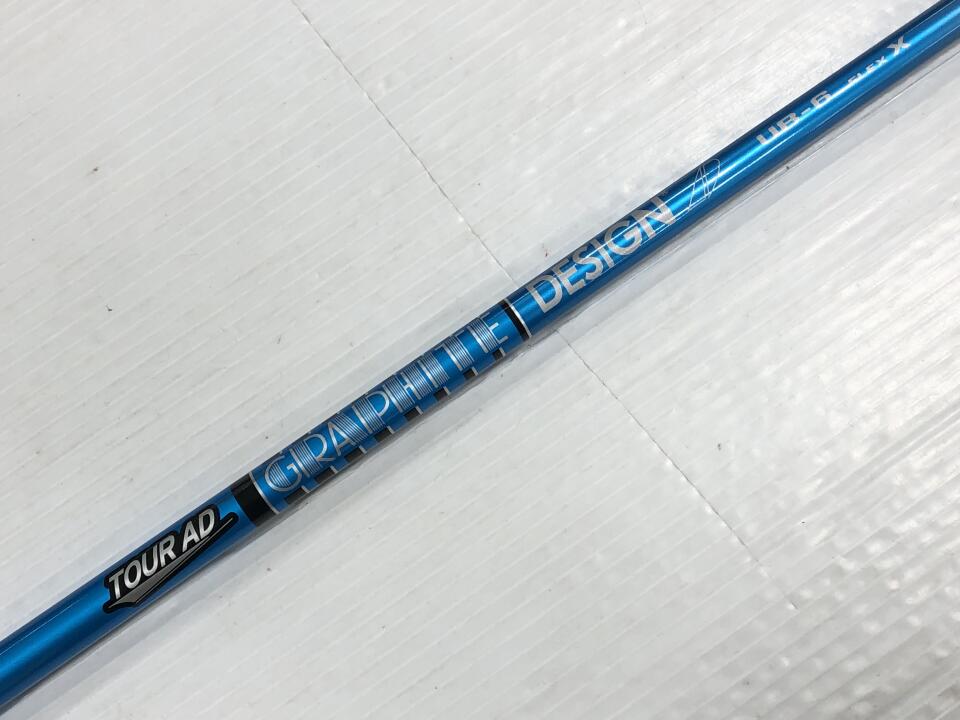 TOUR AD
GRAPHITE DESIGN
UB-6 FLEX X